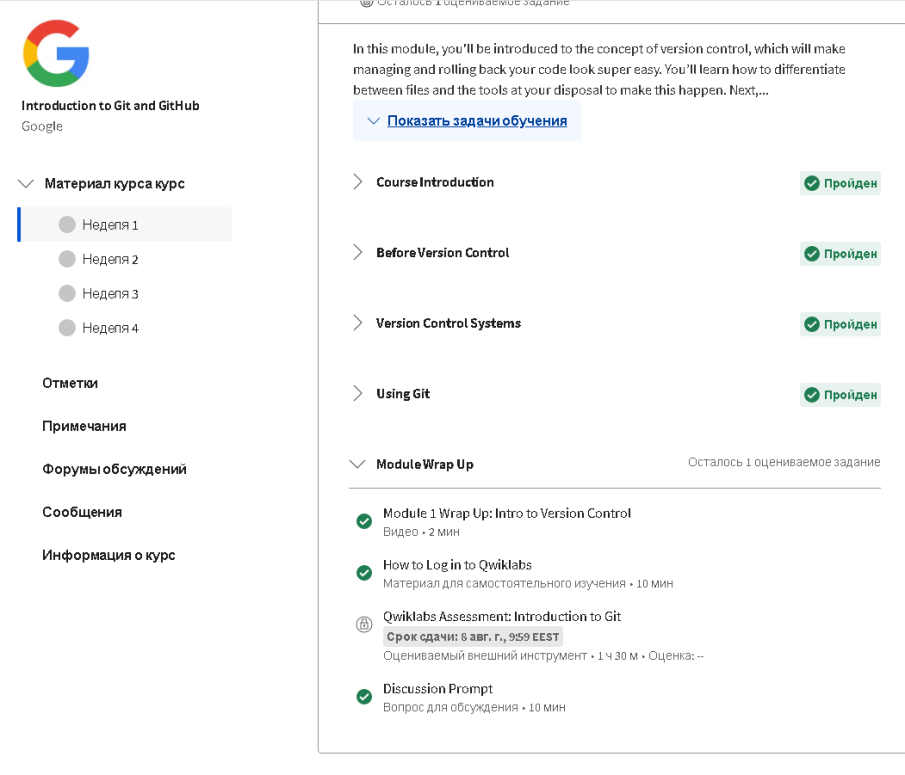 Осталось 1 оцениваемое задание
Introduction to Git and GitHub
Google
Материал курса курс
Неделя 1
Неделя 2
Неделя 3
Неделя 4
Отметки
Примечания
Форумы обсуждений
Сообщения
Информация о курс
In this module, you'll be introduced to the concept of version control, which will make
managing and rolling back your code look super easy. You'll learn how to differentiate
between files and the tools at your disposal to make this happen. Next,...
Показать задачи обучения
Course Introduction
Пройден
Before Version Control
Пройден
Version Control Systems
Пройден
Using Git
Пройден
Module Wrap Up
Осталось 1 оцениваемое задание
Module 1 Wrap Up: Intro to Version Control
Видео • 2 мин
How to Log in to Qwiklabs
Материал для самостоятельного изучения • 10 мин
Qwiklabs Assessment: Introduction to Git
Срок сдачи: 8 авг. г., 9:59 EEST
Оцениваемый внешний инструмент • 1 ч 30 м • Оценка: --
Discussion Prompt
Вопрос для обсуждения • 10 мин